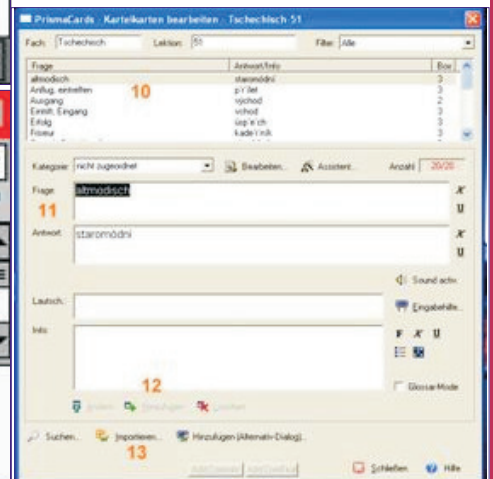 PrismaCards - Karteikarten bearbeiten - Tschechisch-51
Fach: Tschechisch Lektion: 51 Filter: Alle
Frage Antwort/Info Box
altmodisch staromódní 3
Anflug, eintreffen 3
Ausgang východ 2
Eintritt, Eingang vchod 3
Erfolg 3
Friseur 3
10
Kategorie: nicht zugeordnet Bearbeiten... Assistent... Anzahl 20/20
Frage: altmodisch
11
Antwort: staromódní
Sound activ.
Lautsch.: Eingabehilfe...
Info: F K U
Glossar-Mode
12
Ändern Hinzufügen Löschen
Suchen... Importieren... Hinzufügen (Alternativ-Dialog)...
13
Schließen Hilfe